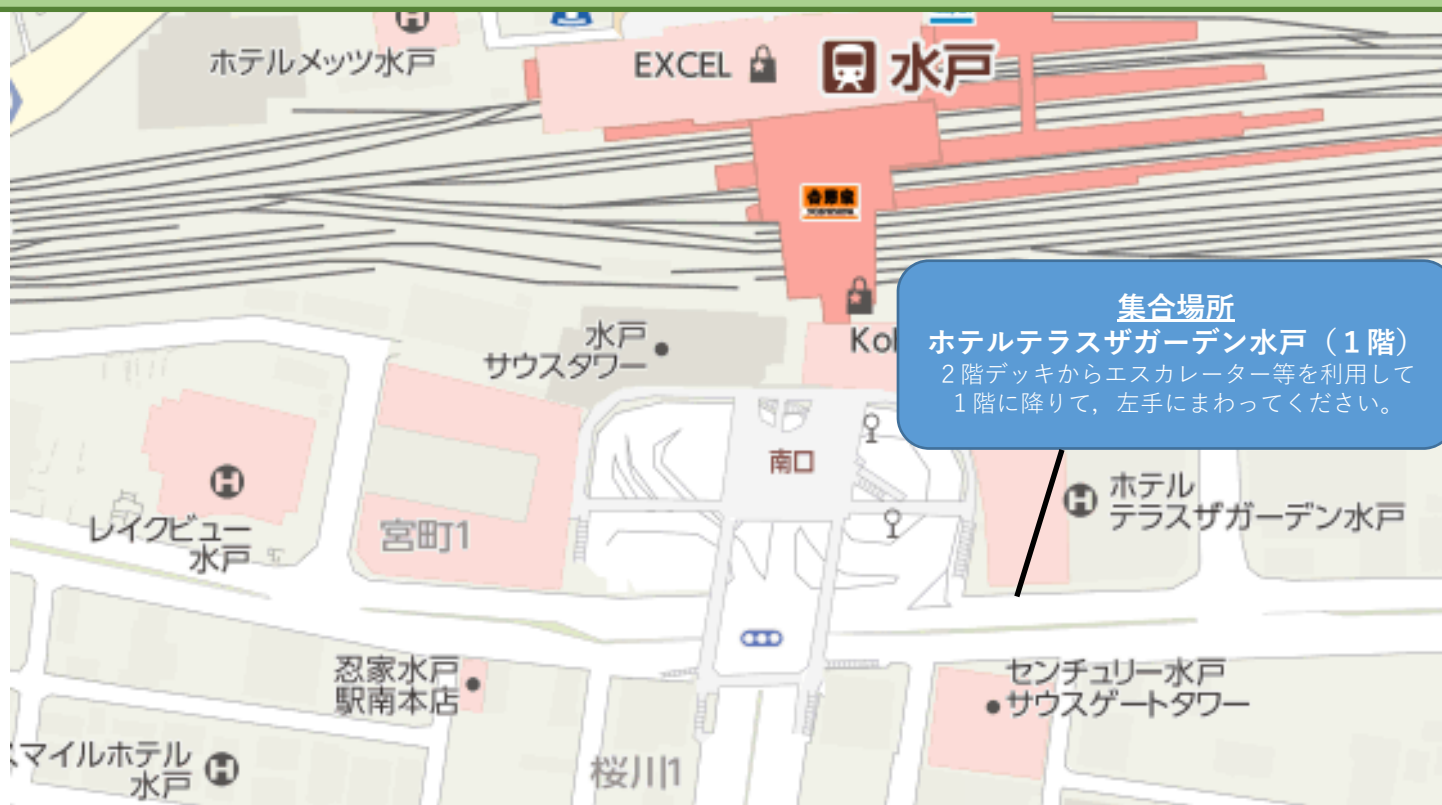 ホテルメッツ水戸
EXCEL
水戸
吉野家
集合場所
ホテルテラスザガーデン水戸（１階）
２階デッキからエスカレーター等を利用して
１階に降りて，左手にまわってください。
水戸
サウスタワー
南口
ホテル
テラスザガーデン水戸
レイクビュー
水戸
宮町1
忍家水戸
駅南本店
センチュリー水戸
サウスゲートタワー
マイルホテル
水戸
桜川1